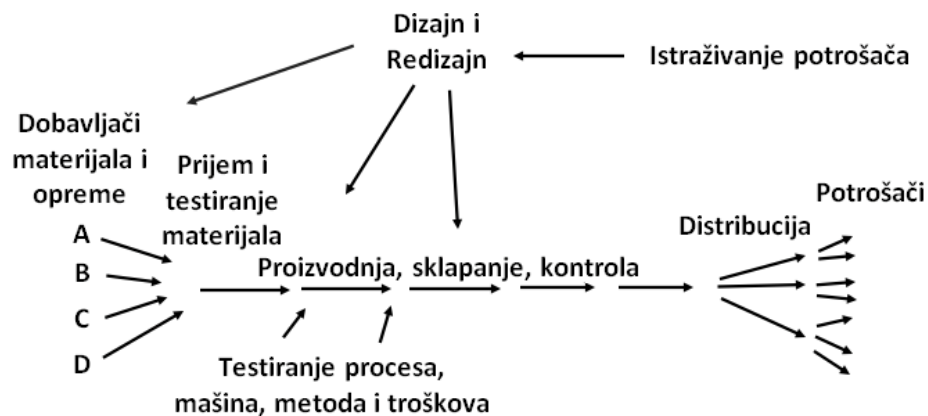 Dizajn i
Redizajn
Istraživanje potrošača
Dobavljači
materijala i
opreme
Prijem i
testiranje
materijala
Potrošači
Distribucija
A
B
C
D
Proizvodnja, sklapanje, kontrola
Testiranje procesa,
mašina, metoda i troškova